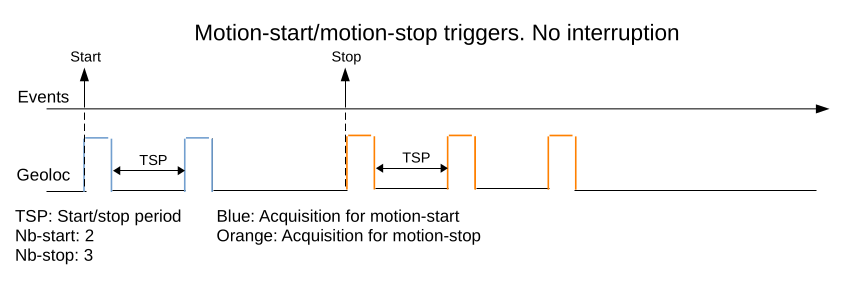 Motion-start/motion-stop triggers. No interruption
Start
Stop
Events
TSP
TSP
Geoloc
TSP: Start/stop period
Nb-start: 2
Nb-stop: 3
Blue: Acquisition for motion-start
Orange: Acquisition for motion-stop